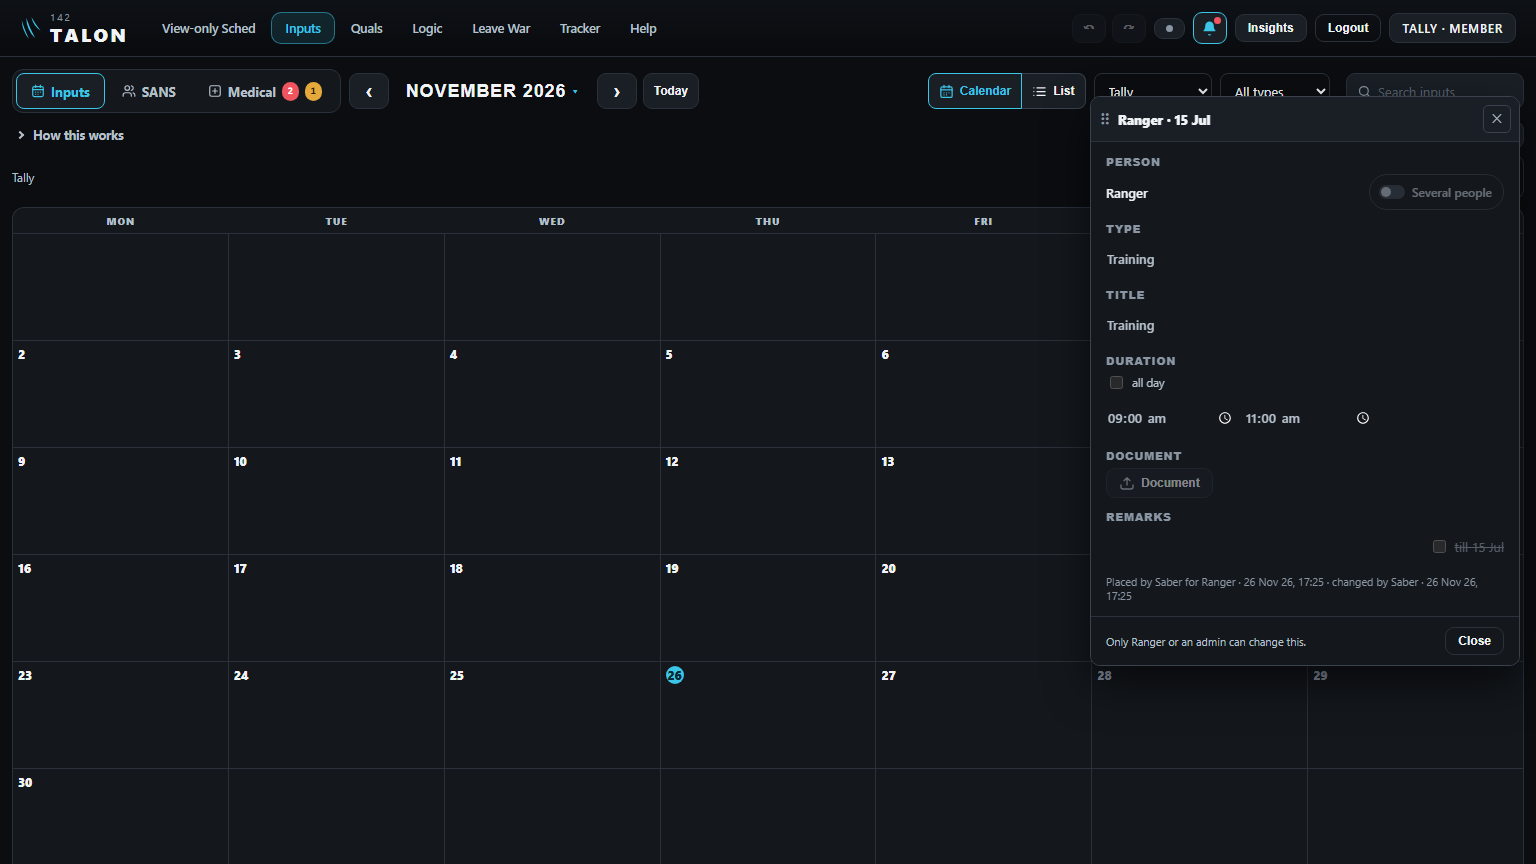 142
TALON
View-only Sched
Inputs
Quals
Logic
Leave War
Tracker
Help
Insights
Logout
TALLY · MEMBER
Inputs
SANS
Medical 2 1
‹
NOVEMBER 2026
›
Today
Calendar
List
Tally
All types
Search inputs
How this works
Tally
MON TUE WED THU FRI
2 3 4 5 6
9 10 11 12 13
16 17 18 19 20
23 24 25 26 27 28 29
30
Ranger · 15 Jul
PERSON
Ranger
Several people
TYPE
Training
TITLE
Training
DURATION
all day
09:00 am 11:00 am
DOCUMENT
Document
REMARKS
till 15 Jul
Placed by Saber for Ranger · 26 Nov 26, 17:25 · changed by Saber · 26 Nov 26,
17:25
Only Ranger or an admin can change this.
Close